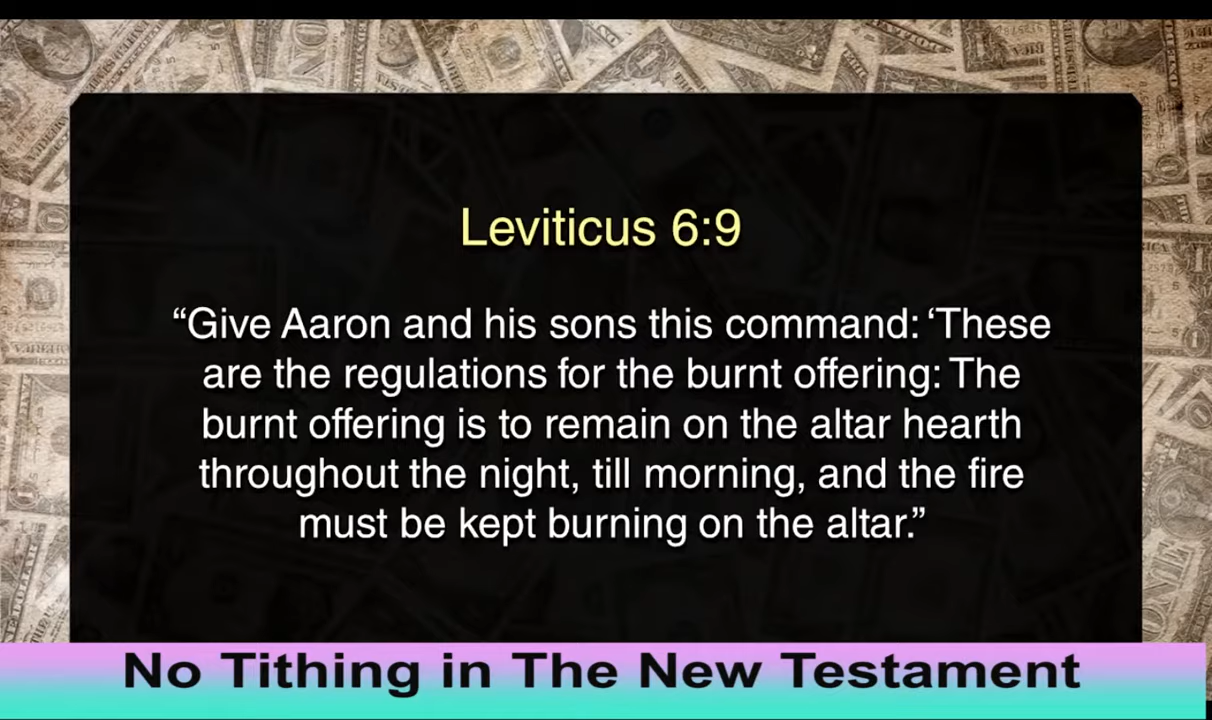 Leviticus 6:9
“Give Aaron and his sons this command: ‘These
are the regulations for the burnt offering: The
burnt offering is to remain on the altar hearth
throughout the night, till morning, and the fire
must be kept burning on the altar.”
No Tithing in The New Testament